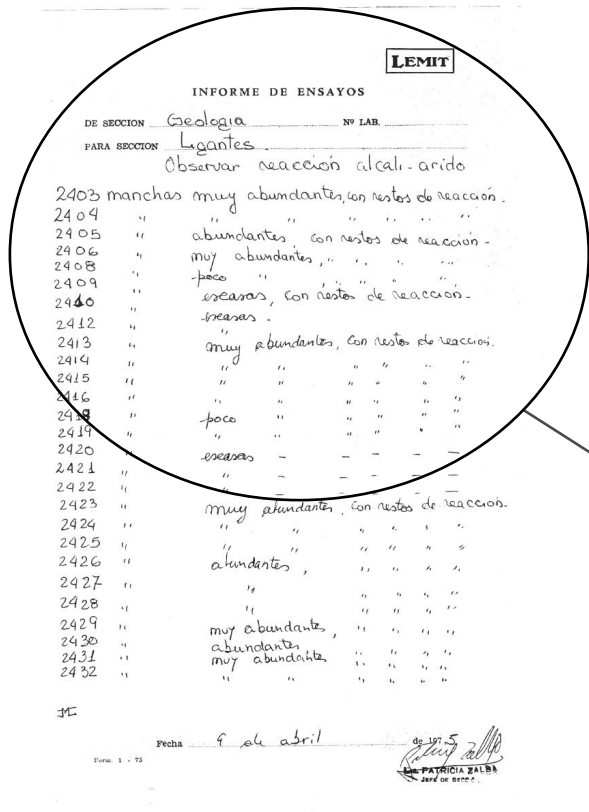 LEMIT
INFORME DE ENSAYOS
DE SECCION Geologia Nº LAB.
PARA SECCION Ligantes.
Observar reacción alcali-arido
2403 manchas muy abundantes, con restos de reacción.
2404 " " " " " " "
2405 " abundantes, con restos de reacción-
2406 " muy abundantes, " " " "
2408 " poco " " " " "
2409 " escasas, con restos de reacción-
2410 " escasas.
2412 " "
2413 " muy abundantes, con restos de reacción.
2414 " " " " " " "
2415 " " " " " " "
2416 " " " " " " "
2418 " poco " " " " "
2419 " " " " " " "
2420 " escasas - - - - -
2421 " " - - - - -
2422 "
2423 " muy abundantes, con restos de reacción.
2424 " " " " " " "
2425 " " " " " " "
2426 " abundantes, " " " "
2427 " " " " " "
2428 " " " " " "
2429 " muy abundantes, " " " "
2430 " abundantes " " " "
2431 " muy abundantes " " " "
2432 " " " " " " "
Fecha 9 de abril de 1975
Form. 1 - 75
Lic. PATRICIA ZALBA
JEFE DE SECC.